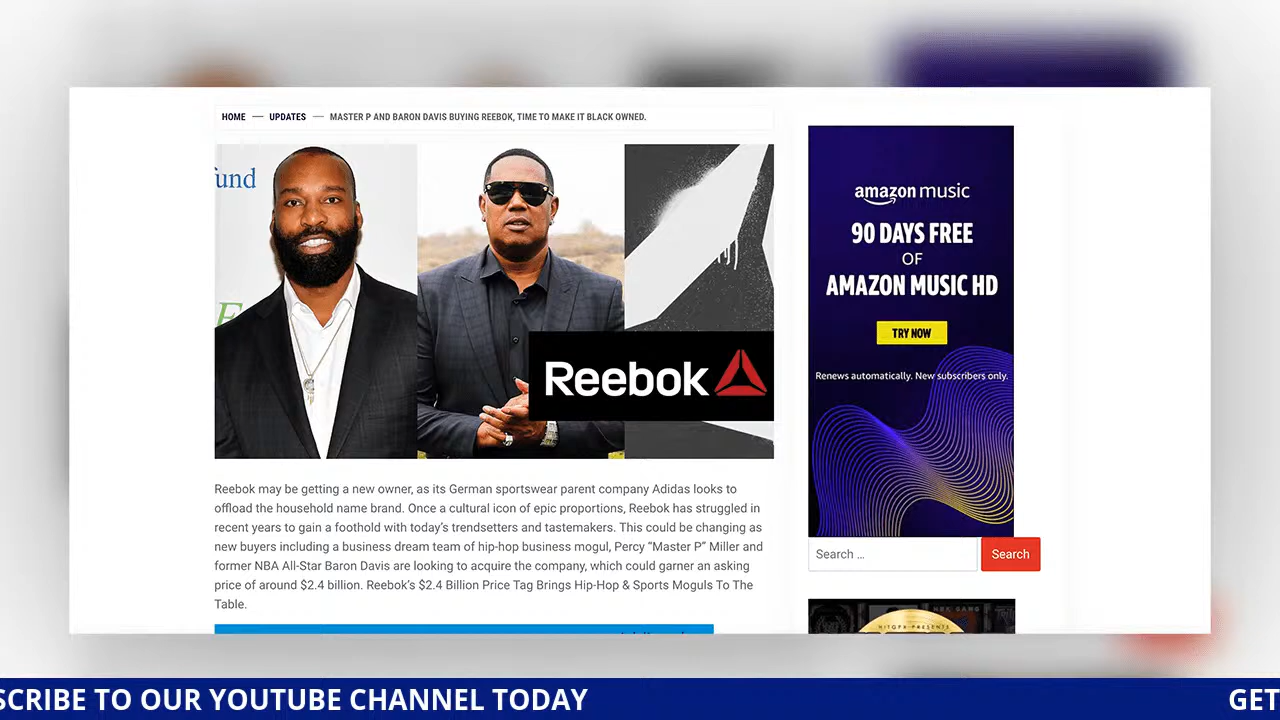 HOME — UPDATES — MASTER P AND BARON DAVIS BUYING REEBOK, TIME TO MAKE IT BLACK OWNED.
fund
E
Reebok
Reebok may be getting a new owner, as its German sportswear parent company Adidas looks to
offload the household name brand. Once a cultural icon of epic proportions, Reebok has struggled in
recent years to gain a foothold with today's trendsetters and tastemakers. This could be changing as
new buyers including a business dream team of hip-hop business mogul, Percy “Master P” Miller and
former NBA All-Star Baron Davis are looking to acquire the company, which could garner an asking
price of around $2.4 billion. Reebok's $2.4 Billion Price Tag Brings Hip-Hop & Sports Moguls To The
Table.
amazon music
90 DAYS FREE
OF
AMAZON MUSIC HD
TRY NOW
Renews automatically. New subscribers only.
Search …
Search
HITGPX PRESENTS
SCRIBE TO OUR YOUTUBE CHANNEL TODAY
GET